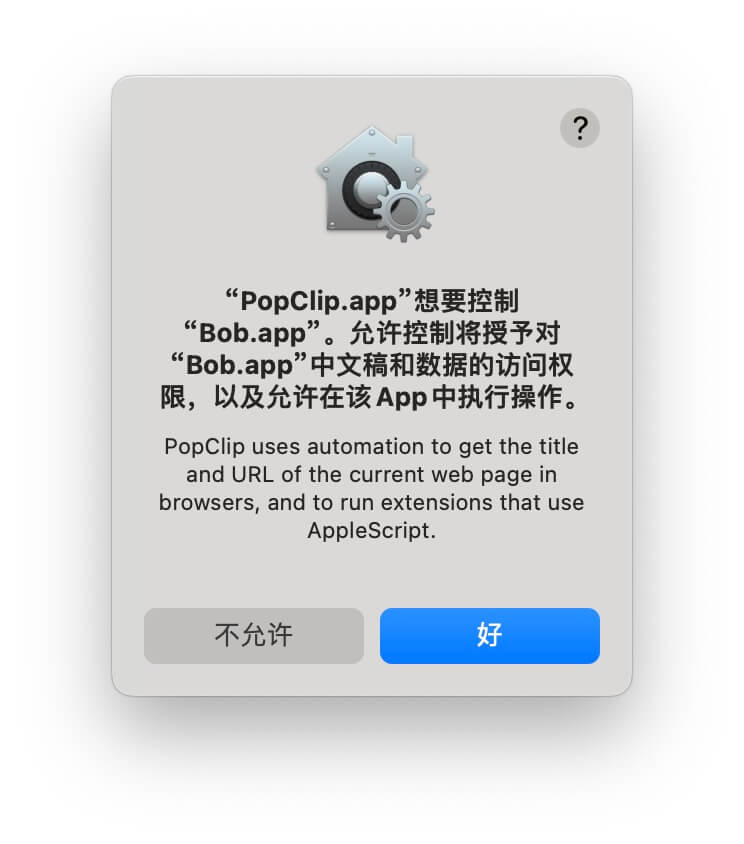 ?
“PopClip.app”想要控制
“Bob.app”。允许控制将授予对
“Bob.app”中文稿和数据的访问权
限，以及允许在该 App 中执行操作。
PopClip uses automation to get the title
and URL of the current web page in
browsers, and to run extensions that use
AppleScript.
不允许
好